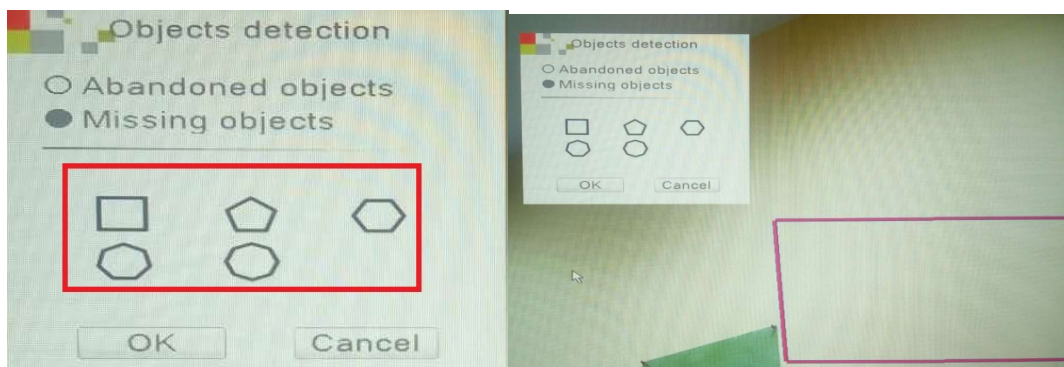 Objects detection
Abandoned objects
Missing objects
OK Cancel
Objects detection
Abandoned objects
Missing objects
OK Cancel